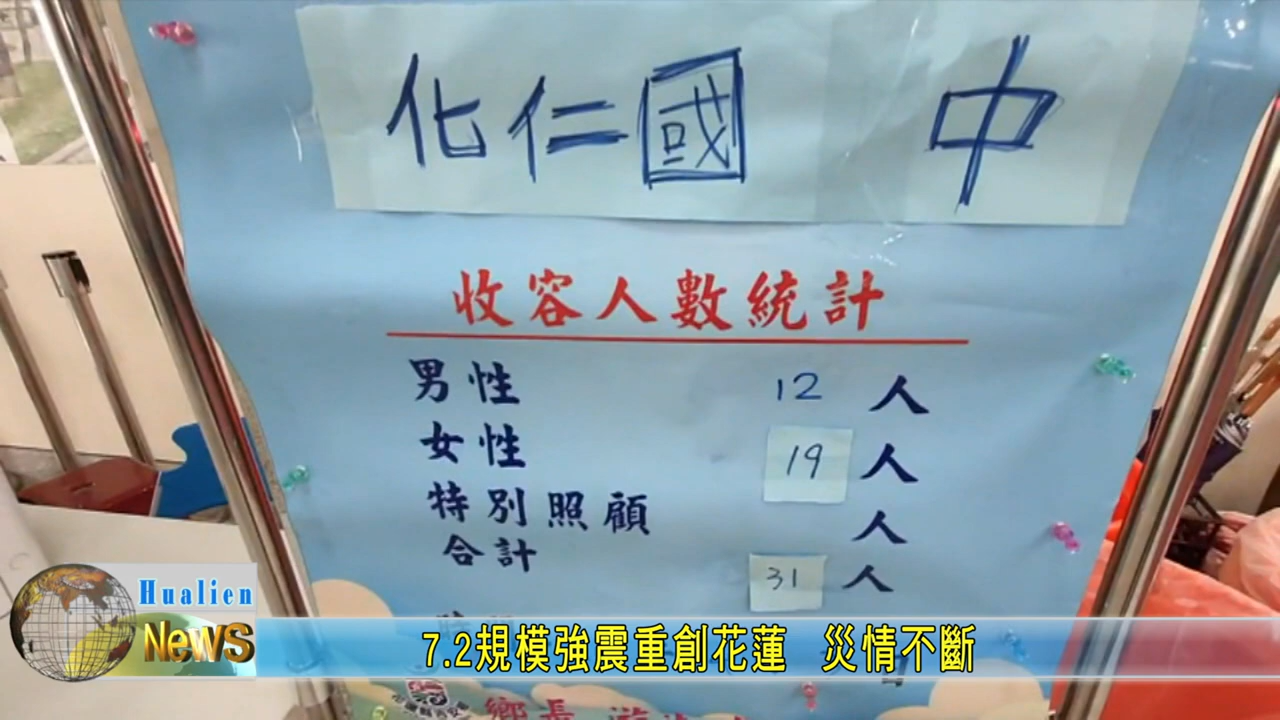 化仁國 中
收容人數統計
男性 12 人
女性 19 人
特別照顧 人
合計 31 人
Hualien
News
7.2規模強震重創花蓮 災情不斷
鄉長